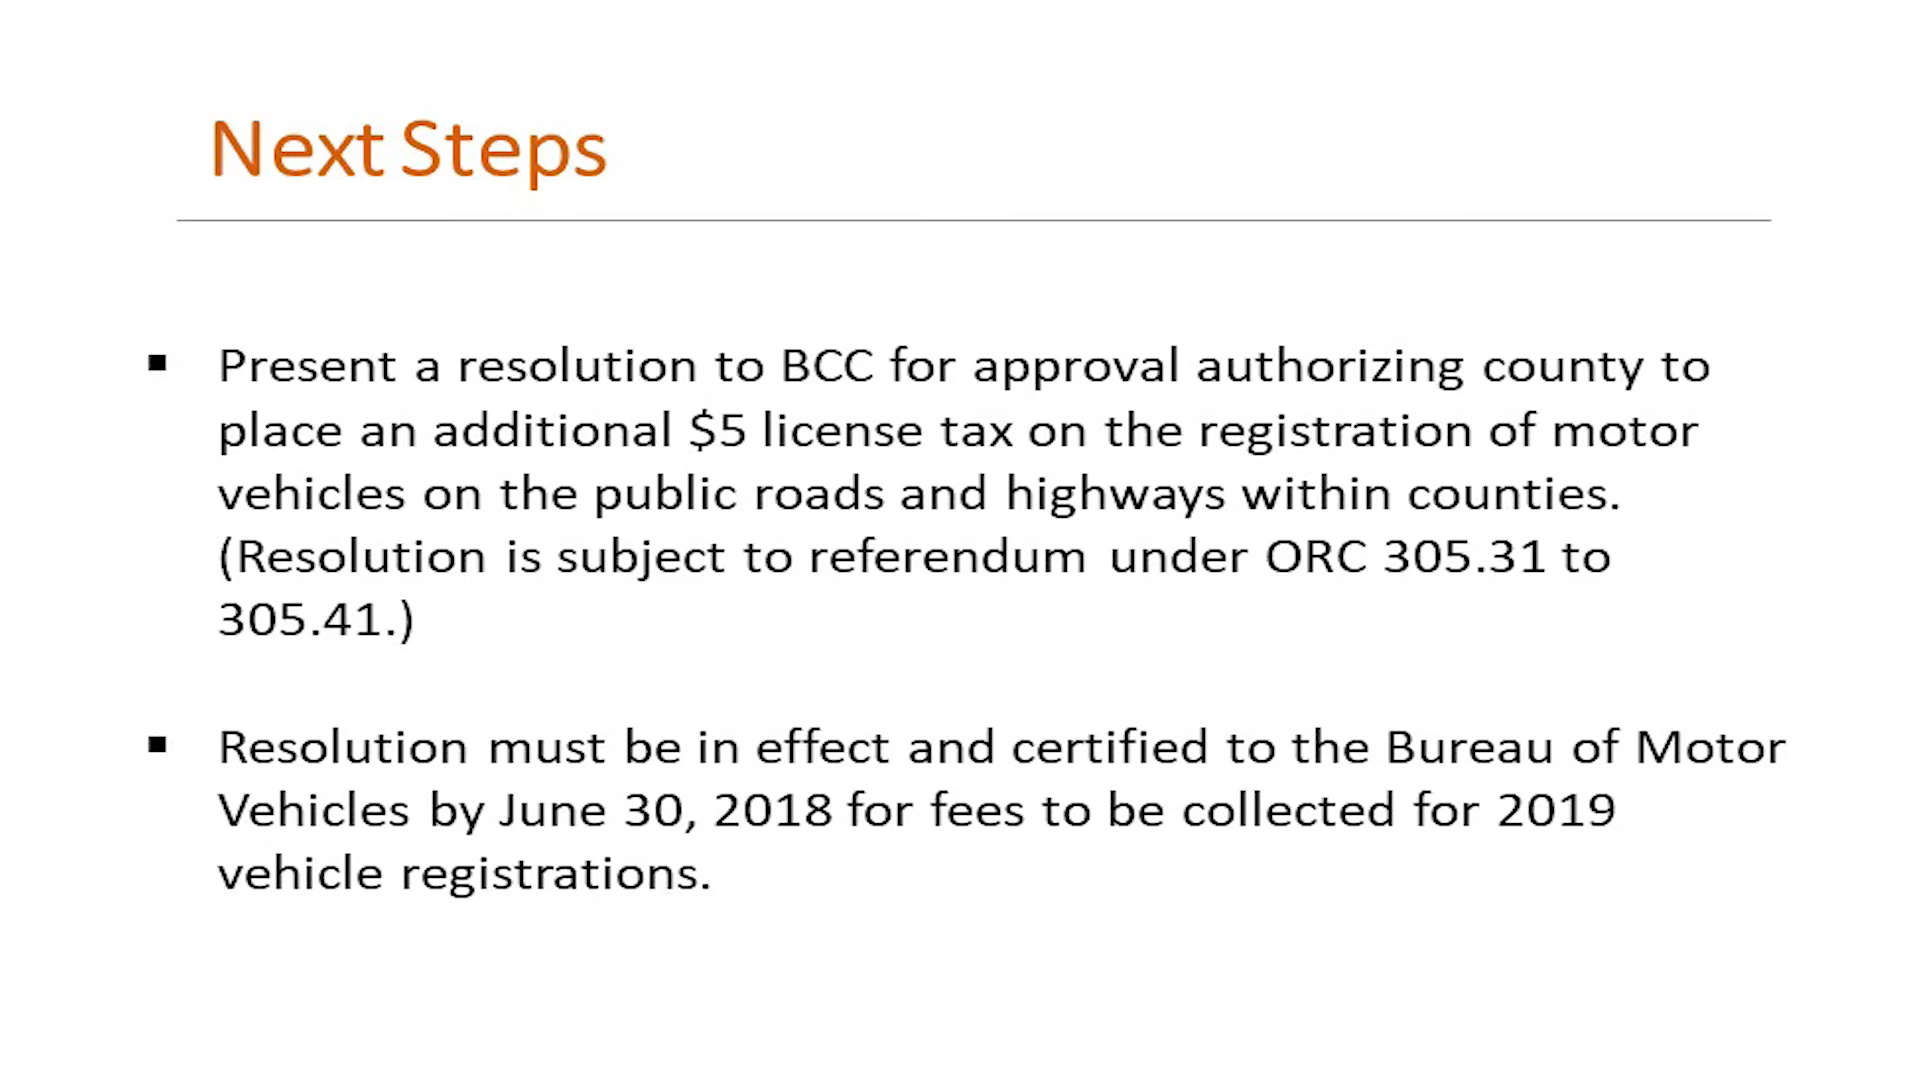 Next Steps
▪ Present a resolution to BCC for approval authorizing county to
place an additional $5 license tax on the registration of motor
vehicles on the public roads and highways within counties.
(Resolution is subject to referendum under ORC 305.31 to
305.41.)
▪ Resolution must be in effect and certified to the Bureau of Motor
Vehicles by June 30, 2018 for fees to be collected for 2019
vehicle registrations.